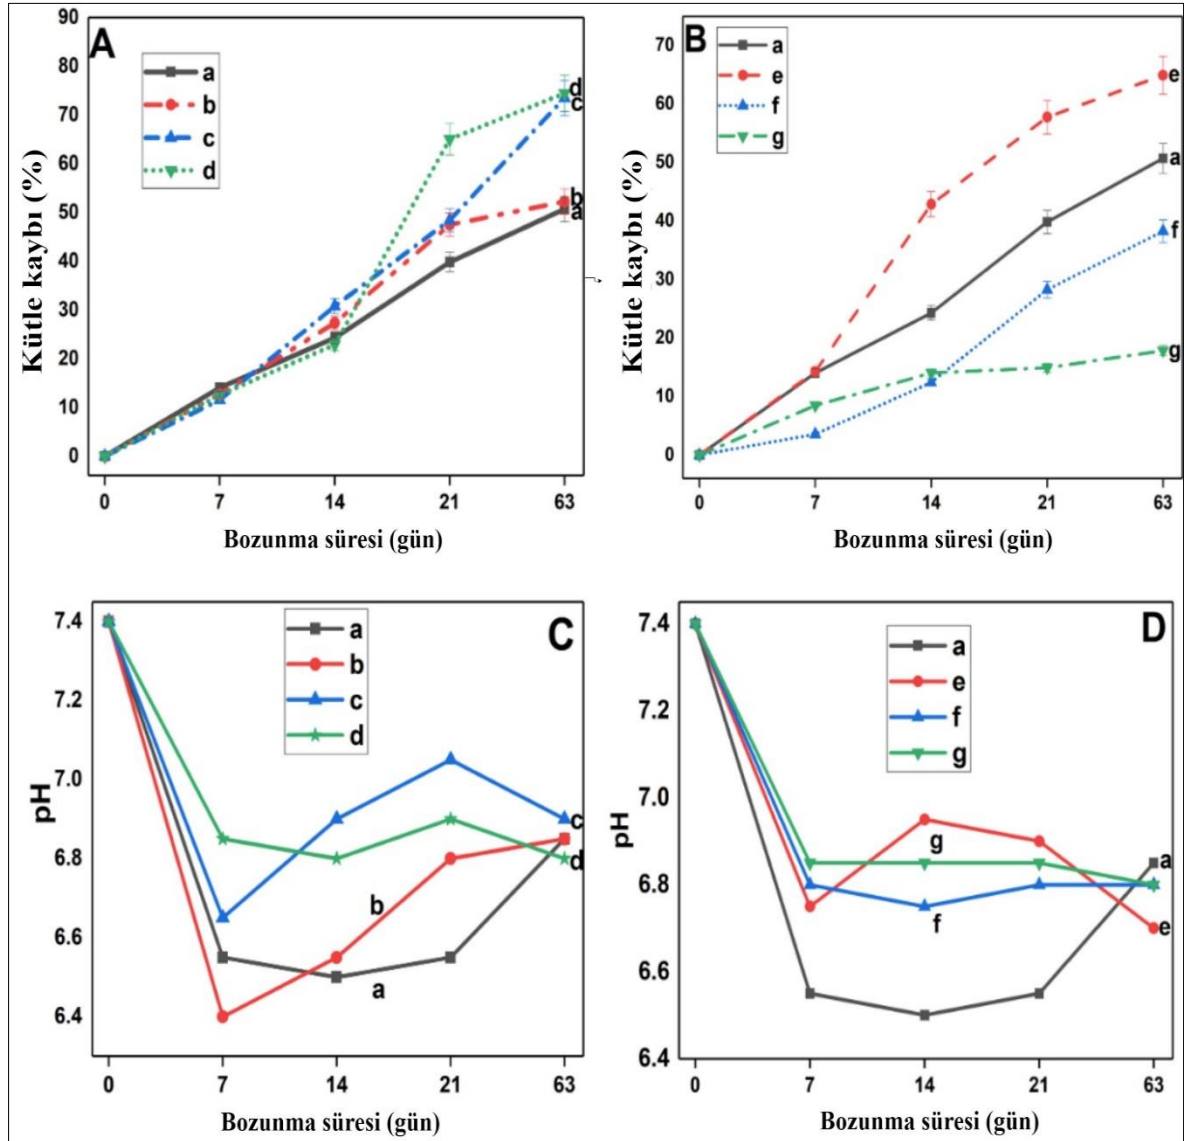 A
a
b
c
d
90
80
70
60
50
40
30
20
10
0
Kütle kaybı (%)
d
c
b
a
0 7 14 21 63
Bozunma süresi (gün)
B
a
e
f
g
70
60
50
40
30
20
10
0
Kütle kaybı (%)
e
a
f
g
0 7 14 21 63
Bozunma süresi (gün)
C
a
b
c
d
7.4
7.2
7.0
6.8
6.6
6.4
pH
c
d
b
a
0 7 14 21 63
Bozunma süresi (gün)
D
a
e
f
g
7.4
7.2
7.0
6.8
6.6
6.4
pH
g
f
a
e
0 7 14 21 63
Bozunma süresi (gün)